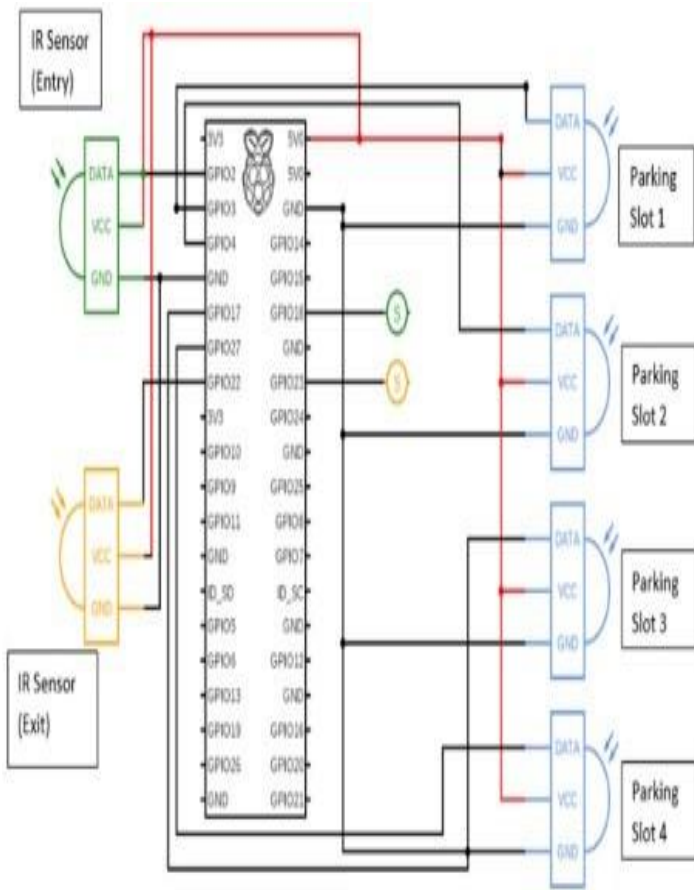 IR Sensor
(Entry)
DATA
VCC
GND
3V3
GPIO2
GPIO3
GPIO4
GND
GPIO17
GPIO27
GPIO22
3V3
GPIO10
GPIO9
GPIO11
GND
ID_SD
GPIO5
GPIO6
GPIO13
GPIO19
GPIO26
GND
5V0
5V0
GND
GPIO14
GPIO15
GPIO18
GND
GPIO23
GPIO24
GND
GPIO25
GPIO8
GPIO7
ID_SC
GND
GPIO12
GND
GPIO16
GPIO20
GPIO21
S
S
DATA
VCC
GND
IR Sensor
(Exit)
DATA
VCC
GND
Parking
Slot 1
DATA
VCC
GND
Parking
Slot 2
DATA
VCC
GND
Parking
Slot 3
DATA
VCC
GND
Parking
Slot 4